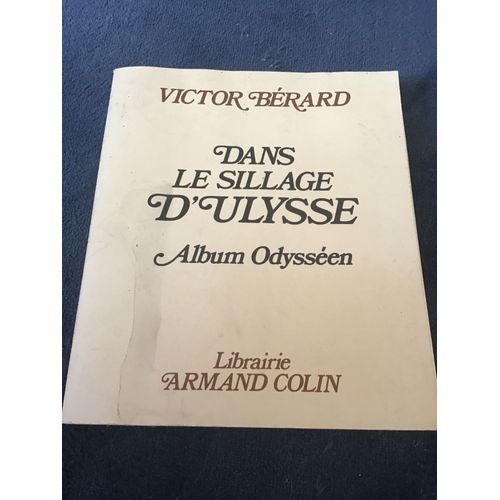 VICTOR BÉRARD
DANS
LE SILLAGE
D'ULYSSE
Album Odysséen
Librairie
ARMAND COLIN